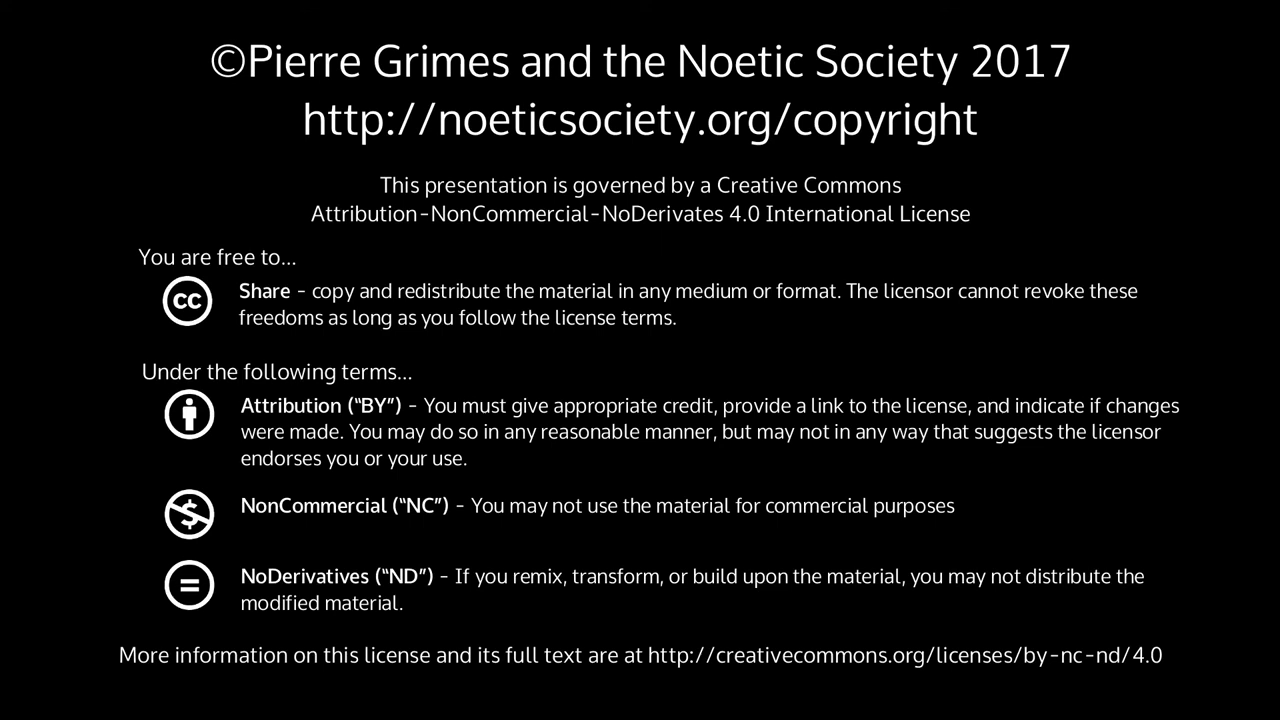 ©Pierre Grimes and the Noetic Society 2017
http://noeticsociety.org/copyright
This presentation is governed by a Creative Commons
Attribution-NonCommercial-NoDerivates 4.0 International License
You are free to...
cc
Share - copy and redistribute the material in any medium or format. The licensor cannot revoke these
freedoms as long as you follow the license terms.
Under the following terms...
Attribution (“BY”) - You must give appropriate credit, provide a link to the license, and indicate if changes
were made. You may do so in any reasonable manner, but may not in any way that suggests the licensor
endorses you or your use.
NonCommercial (“NC”) - You may not use the material for commercial purposes
NoDerivatives (“ND”) - If you remix, transform, or build upon the material, you may not distribute the
modified material.
More information on this license and its full text are at http://creativecommons.org/licenses/by-nc-nd/4.0